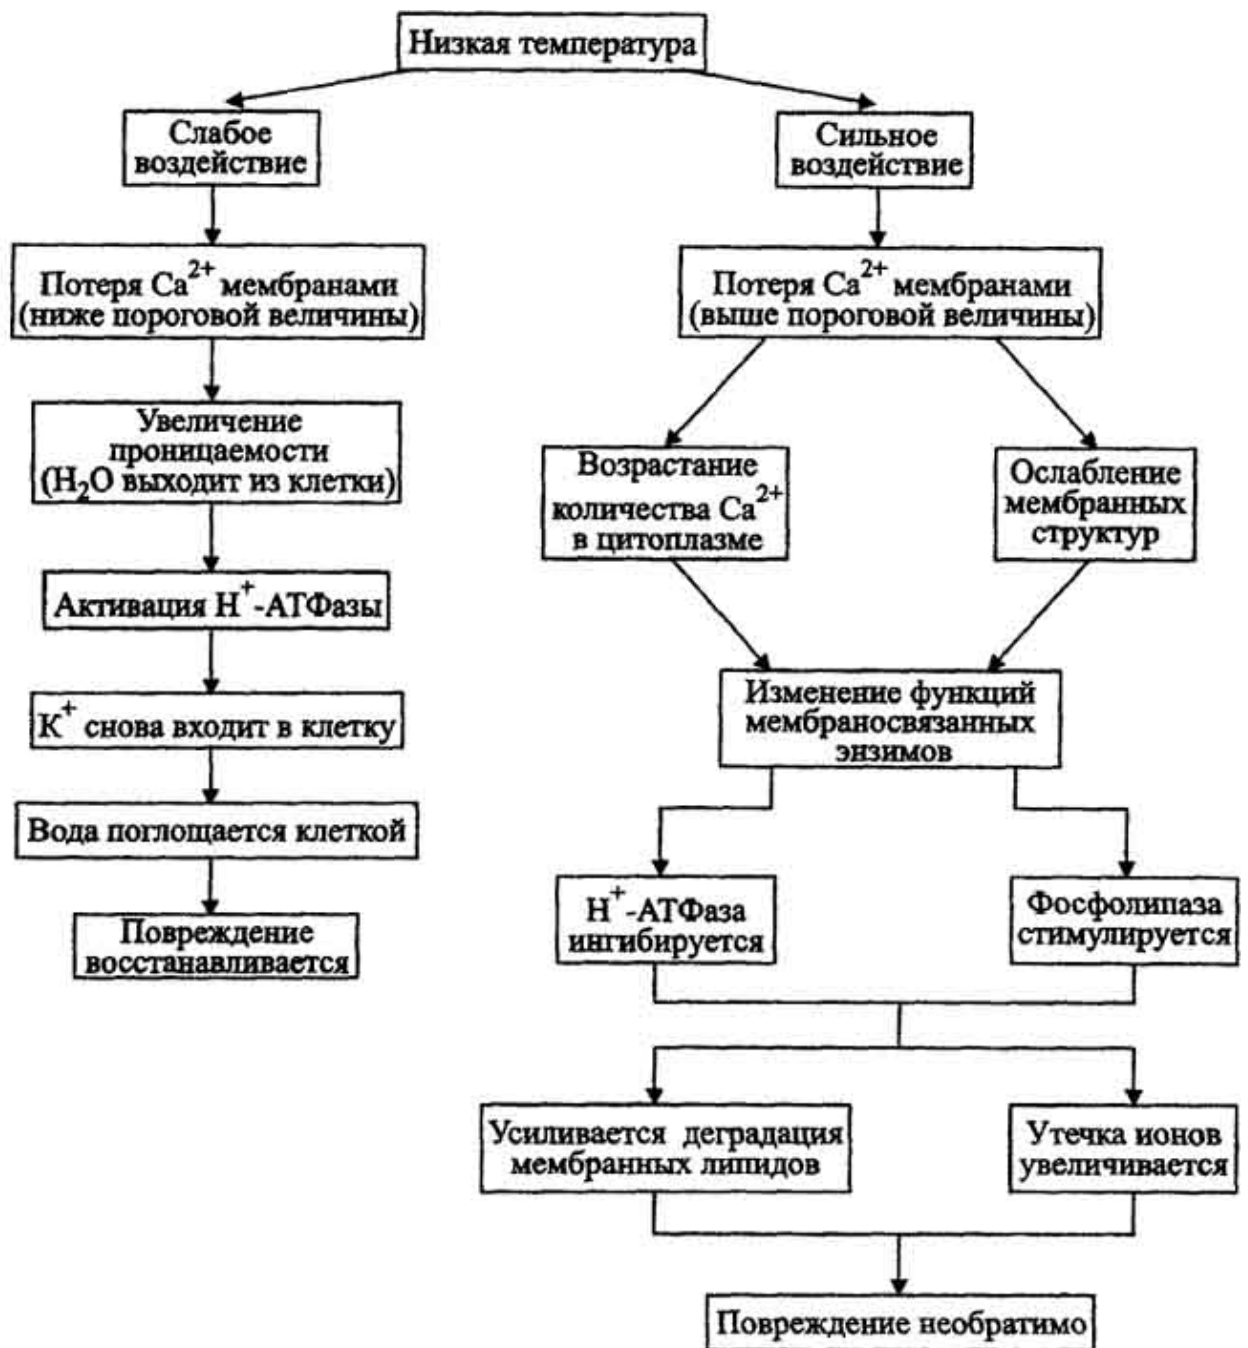 Низкая температура
Слабое
воздействие
Потеря Ca²⁺ мембранами
(ниже пороговой величины)
Увеличение
проницаемости
(H₂O выходит из клетки)
Активация H⁺-АТФазы
K⁺ снова входит в клетку
Вода поглощается клеткой
Повреждение
восстанавливается
Сильное
воздействие
Потеря Ca²⁺ мембранами
(выше пороговой величины)
Возрастание
количества Ca²⁺
в цитоплазме
Ослабление
мембранных
структур
Изменение функций
мембраносвязанных
энзимов
H⁺-АТФаза
ингибируется
Фосфолипаза
стимулируется
Усиливается деградация
мембранных липидов
Утечка ионов
увеличивается
Повреждение необратимо